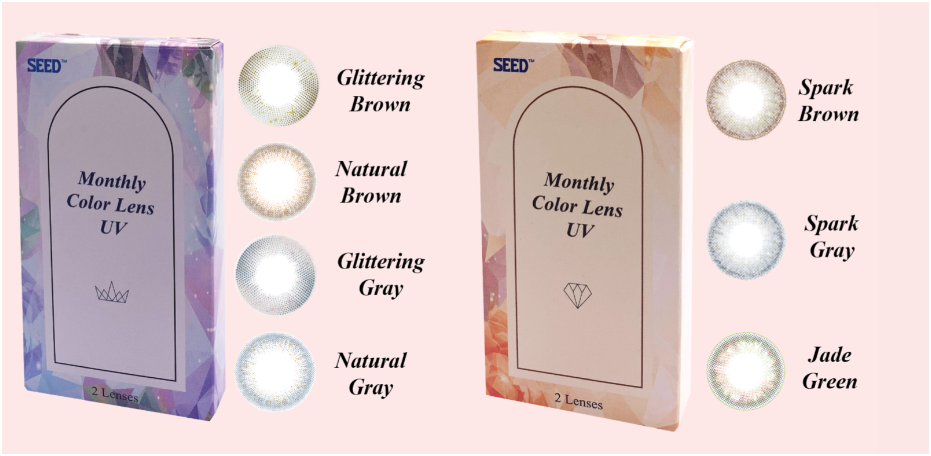 SEED™
Monthly
Color Lens
UV
2 Lenses
Glittering
Brown
Natural
Brown
Glittering
Gray
Natural
Gray
SEED™
Monthly
Color Lens
UV
2 Lenses
Spark
Brown
Spark
Gray
Jade
Green